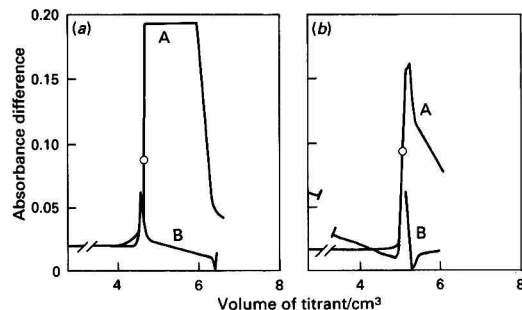 (a)
(b)
Absorbance difference
0.20
0.15
0.10
0.05
0
A
B
A
B
4
6
8
4
6
8
Volume of titrant/cm³